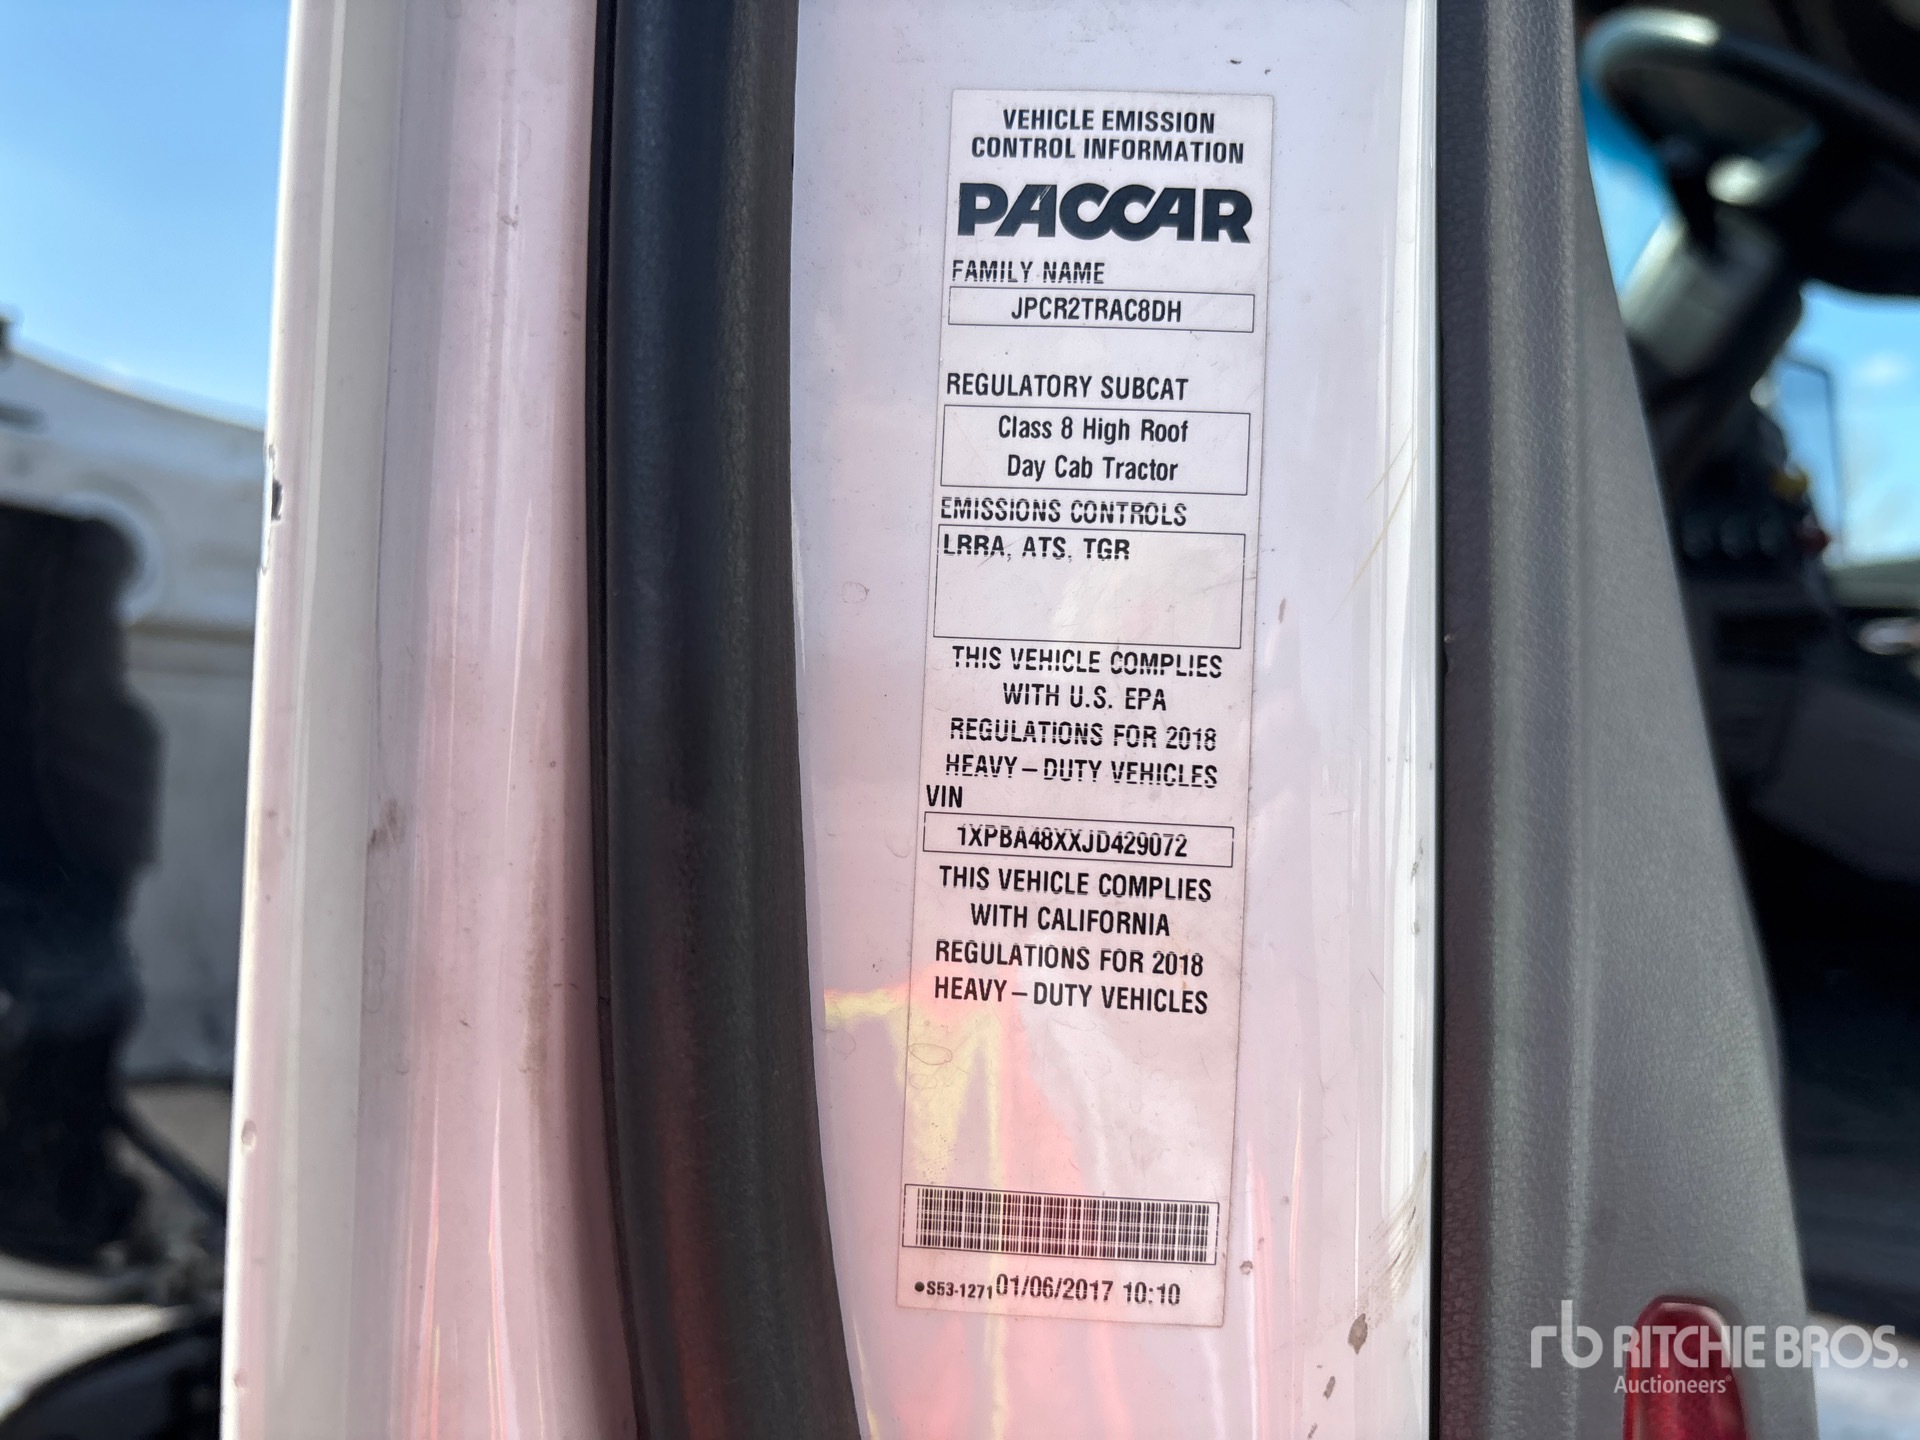 VEHICLE EMISSION
CONTROL INFORMATION
PACCAR
FAMILY NAME
JPCR2TRAC8DH
REGULATORY SUBCAT
Class 8 High Roof
Day Cab Tractor
EMISSIONS CONTROLS
LRRA, ATS, TGR
THIS VEHICLE COMPLIES
WITH U.S. EPA
REGULATIONS FOR 2018
HEAVY – DUTY VEHICLES
VIN
1XPBA48XXJD429072
THIS VEHICLE COMPLIES
WITH CALIFORNIA
REGULATIONS FOR 2018
HEAVY – DUTY VEHICLES
•S53-1271 01/06/2017 10:10
rb RITCHIE BROS.
Auctioneers